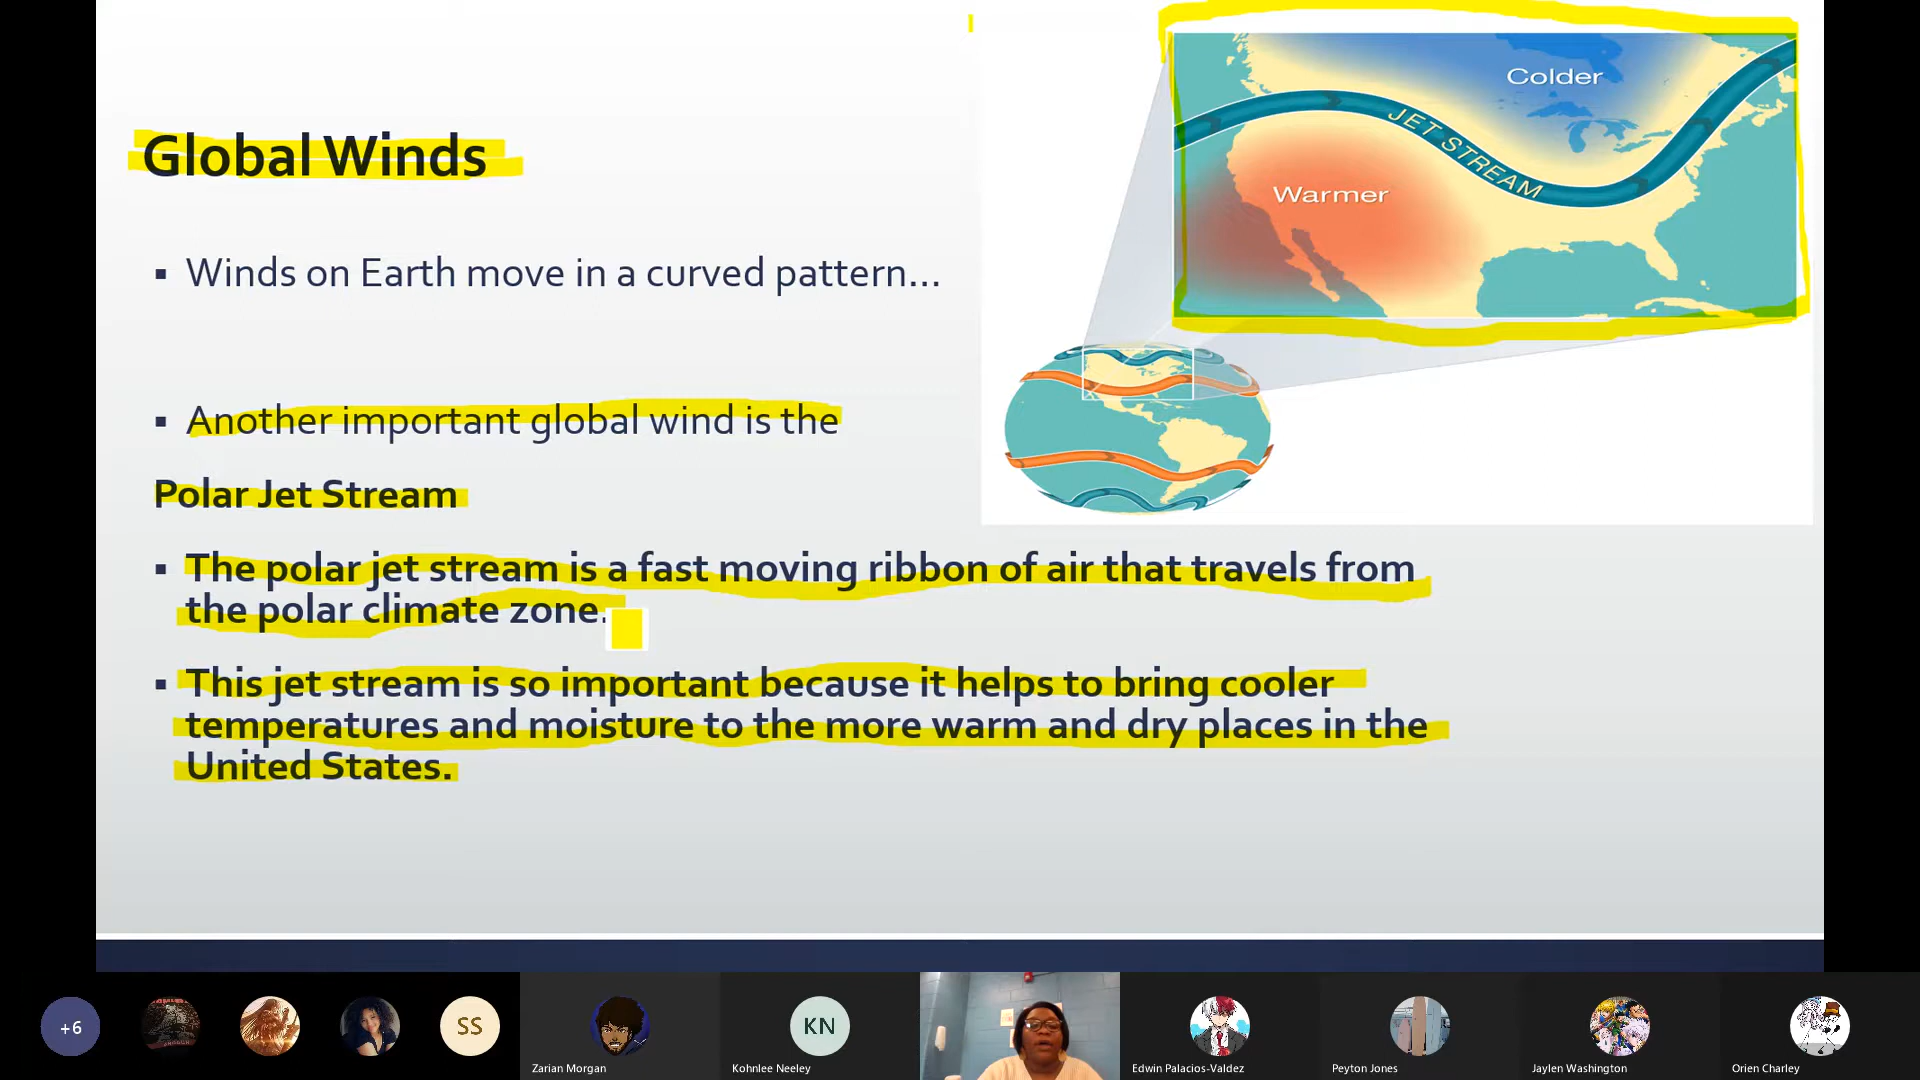 Colder
JET STREAM
Warmer
Global Winds
Winds on Earth move in a curved pattern...
Another important global wind is the
Polar Jet Stream
The polar jet stream is a fast moving ribbon of air that travels from
the polar climate zone.
This jet stream is so important because it helps to bring cooler
temperatures and moisture to the more warm and dry places in the
United States.
+6
SS
KN
Zarian Morgan
Kohnlee Neeley
Edwin Palacios-Valdez
Peyton Jones
Jaylen Washington
Orien Charley